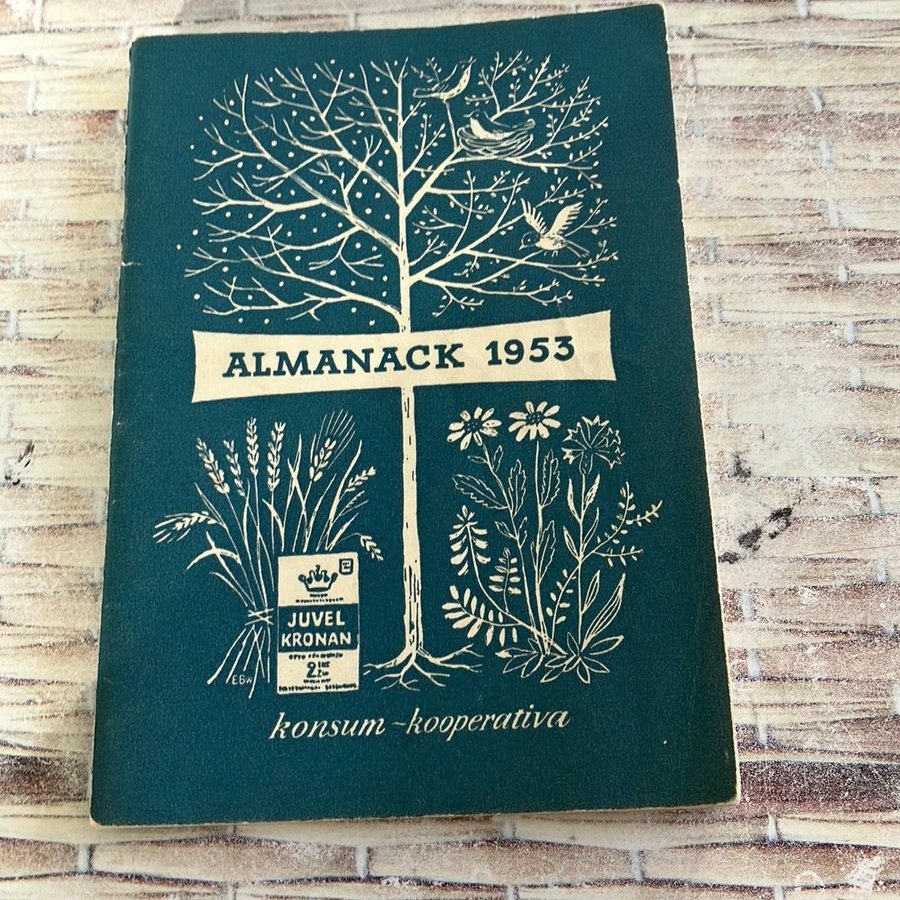 ALMANACK 1953
JUVEL
KRONAN
2
EBW
konsum-kooperativa